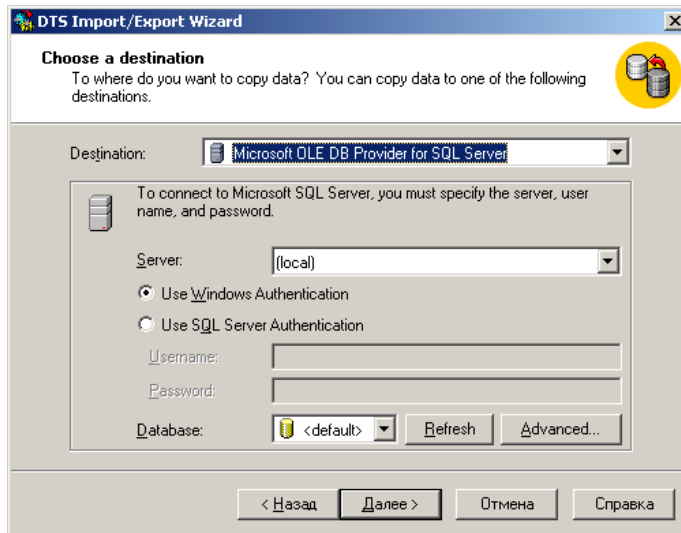 DTS Import/Export Wizard
Choose a destination
To where do you want to copy data? You can copy data to one of the following
destinations.
Destination: Microsoft OLE DB Provider for SQL Server
To connect to Microsoft SQL Server, you must specify the server, user
name, and password.
Server: (local)
Use Windows Authentication
Use SQL Server Authentication
Username:
Password:
Database: <default> Refresh Advanced...
< Назад Далее > Отмена Справка